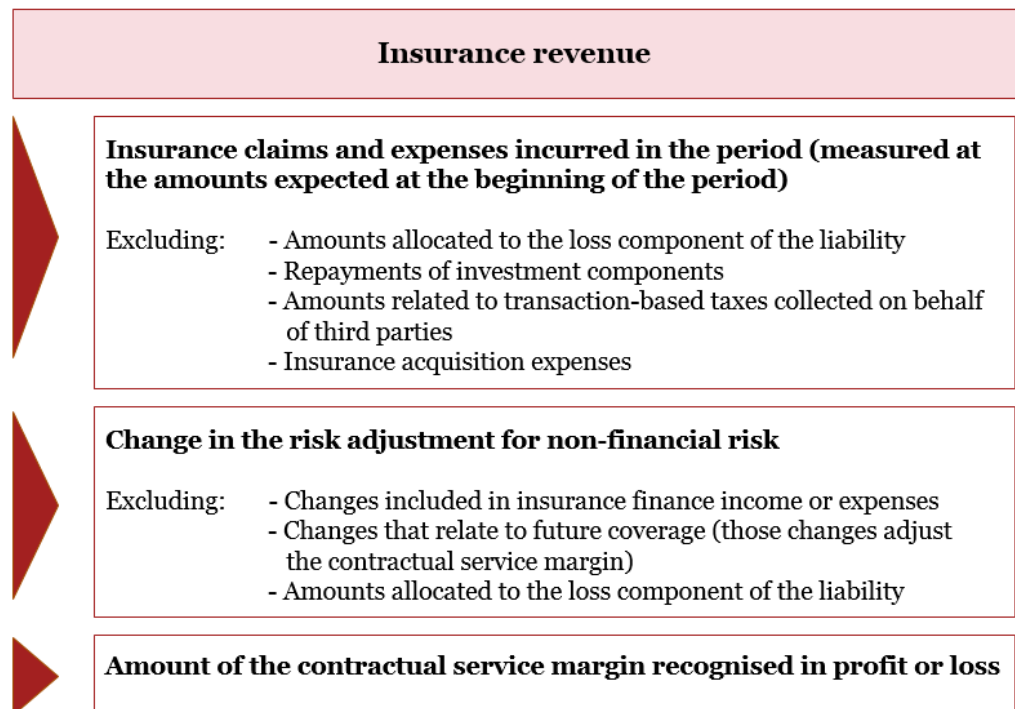 Insurance revenue
Insurance claims and expenses incurred in the period (measured at
the amounts expected at the beginning of the period)
Excluding: - Amounts allocated to the loss component of the liability
- Repayments of investment components
- Amounts related to transaction-based taxes collected on behalf
of third parties
- Insurance acquisition expenses
Change in the risk adjustment for non-financial risk
Excluding: - Changes included in insurance finance income or expenses
- Changes that relate to future coverage (those changes adjust
the contractual service margin)
- Amounts allocated to the loss component of the liability
Amount of the contractual service margin recognised in profit or loss